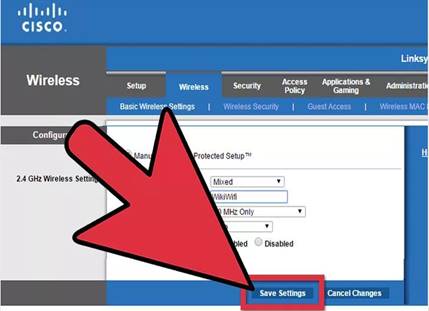 CISCO.
Linksy
Wireless
Setup Wireless Security Access Policy Applications & Gaming Administratio
Basic Wireless Settings | Wireless Security | Guest Access | Wireless MAC
Configu
Manu Protected Setup™
2.4 GHz Wireless Setting
Mixed
WikiWifi
MHz Only
bled Disabled
Save Settings Cancel Changes